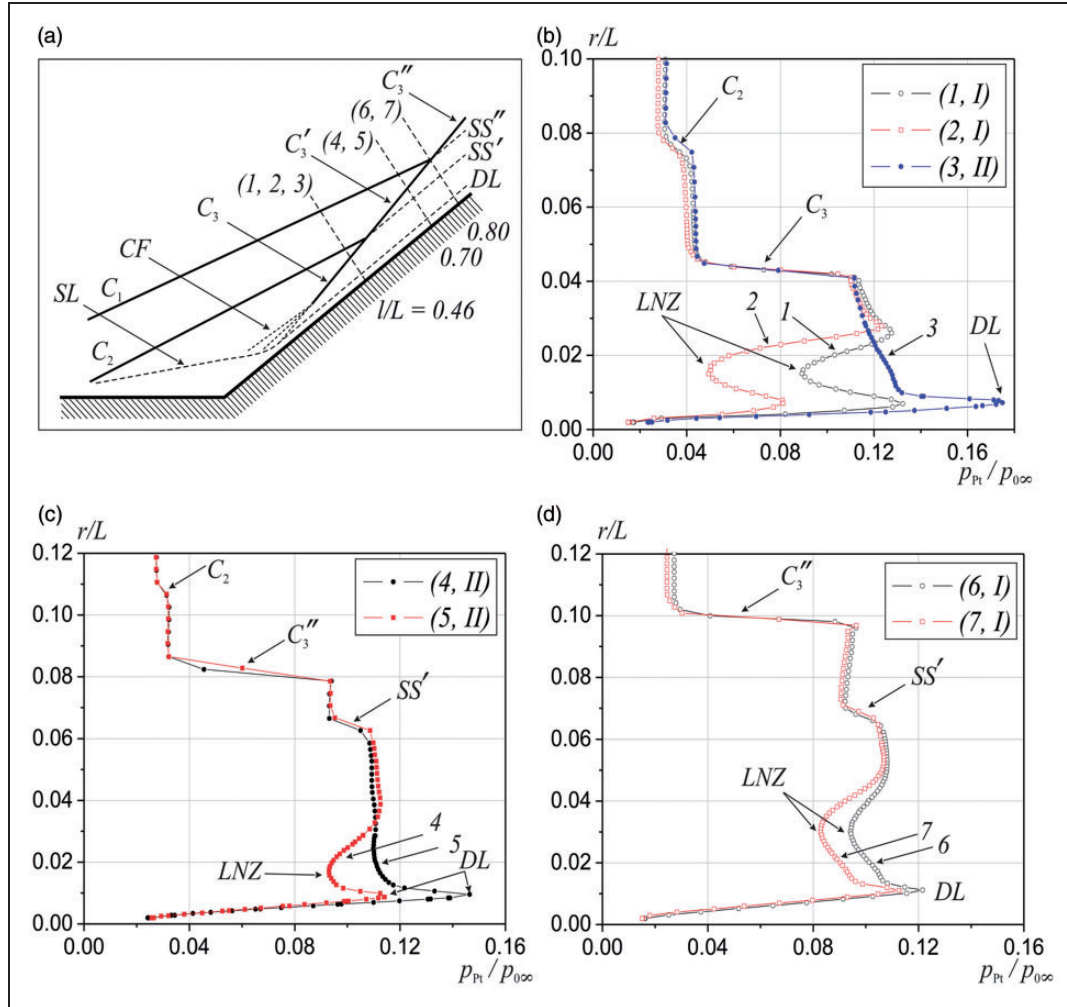 (a)
C₃″
(6, 7)
SS″
C₃′
(4, 5)
SS′
(1, 2, 3)
DL
C₃
CF
0.80
0.70
SL
C₁
l/L = 0.46
C₂
(b)
r/L
0.10
C₂
(1, I)
(2, I)
(3, II)
0.08
0.06
C₃
0.04
LNZ
2
1
3
DL
0.02
0.00
0.00
0.04
0.08
0.12
0.16
p_Pt / p_0∞
(c)
r/L
0.12
C₂
(4, II)
(5, II)
0.10
C₃″
0.08
SS′
0.06
0.04
4
5
0.02
LNZ
DL
0.00
0.00
0.04
0.08
0.12
0.16
p_Pt / p_0∞
(d)
r/L
0.12
C₃″
(6, I)
(7, I)
0.10
0.08
SS′
0.06
LNZ
0.04
7
6
0.02
DL
0.00
0.00
0.04
0.08
0.12
0.16
p_Pt / p_0∞